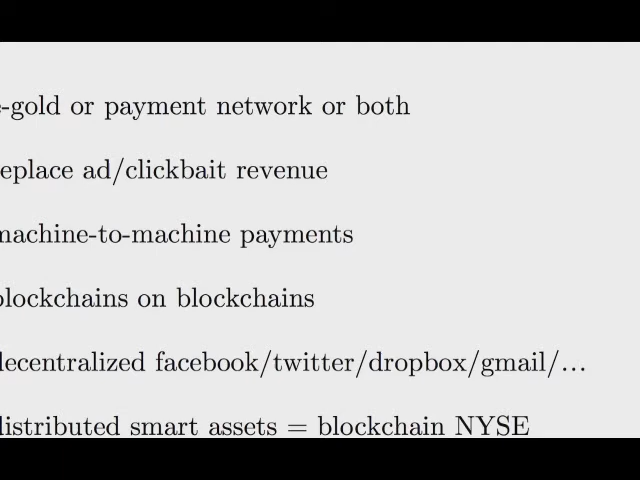 e-gold or payment network or both
replace ad/clickbait revenue
machine-to-machine payments
blockchains on blockchains
decentralized facebook/twitter/dropbox/gmail/…
distributed smart assets = blockchain NYSE